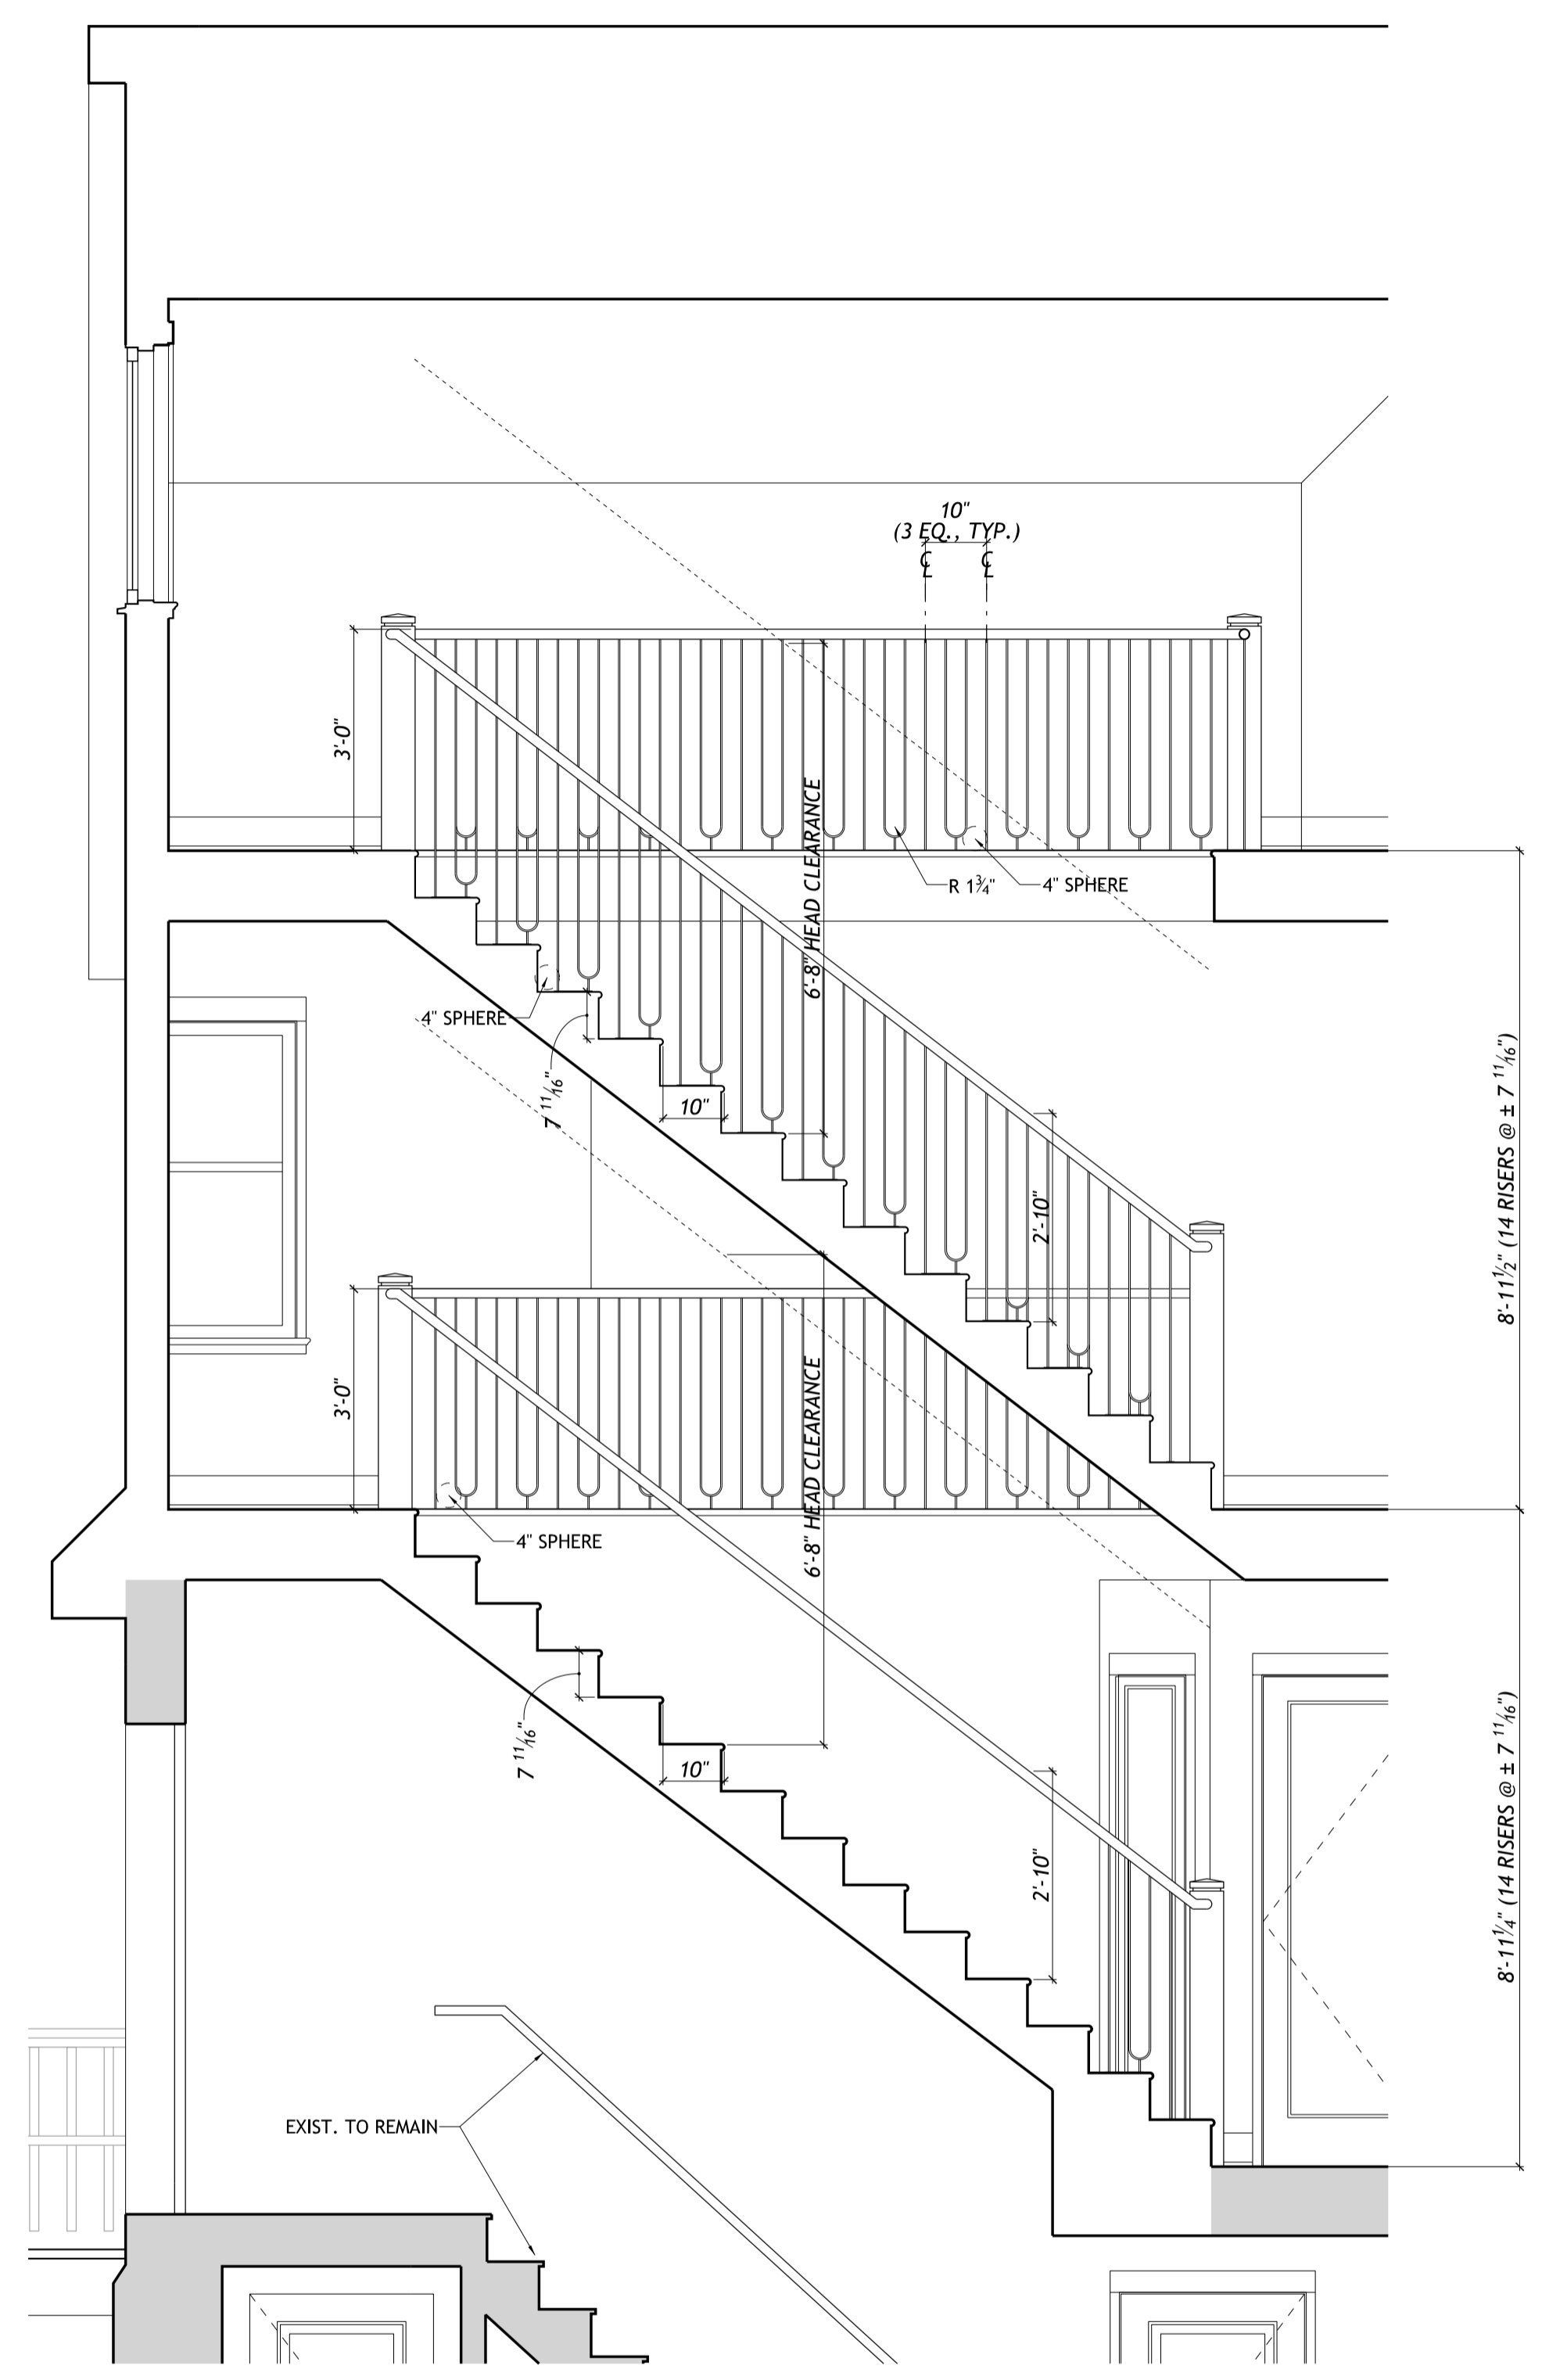 10"
(3 EQ., TYP.)
℄ ℄
3'-0"
6'-8" HEAD CLEARANCE
R 1¾"
4" SPHERE
4" SPHERE
7 11/16"
10"
2'-10"
8'-11½" (14 RISERS @ ± 7 11/16")
3'-0"
6'-8" HEAD CLEARANCE
4" SPHERE
7 11/16"
10"
2'-10"
8'-11¼" (14 RISERS @ ± 7 11/16")
EXIST. TO REMAIN